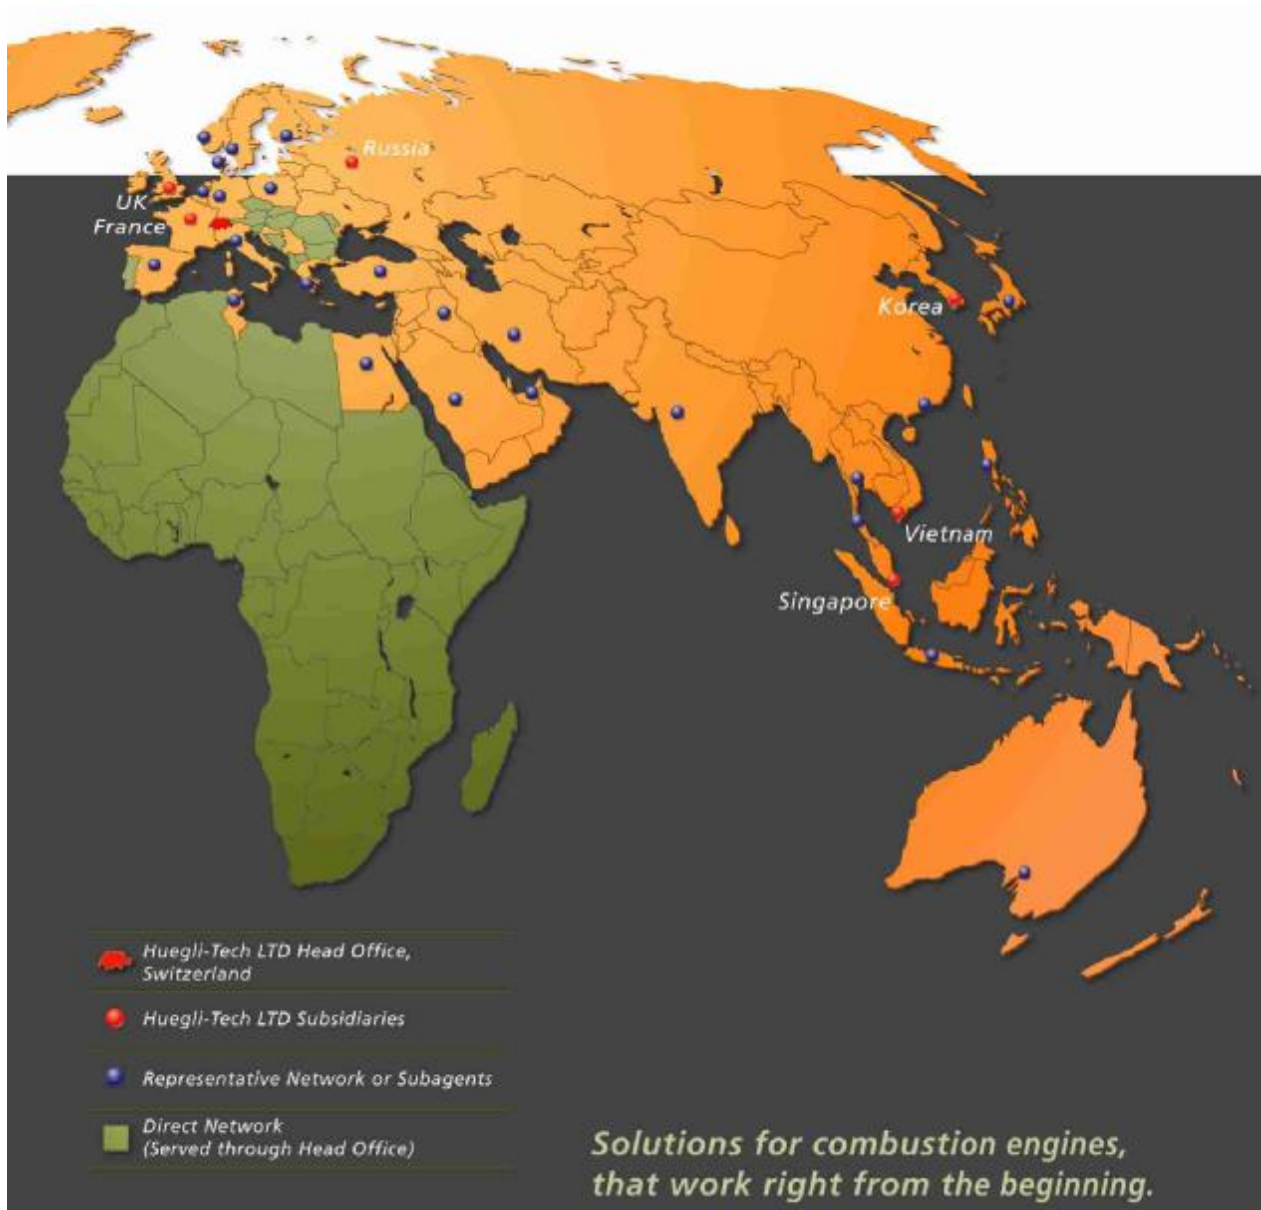 Russia
UK
France
Korea
Vietnam
Singapore
Huegli-Tech LTD Head Office,
Switzerland
Huegli-Tech LTD Subsidiaries
Representative Network or Subagents
Direct Network
(Served through Head Office)
Solutions for combustion engines,
that work right from the beginning.